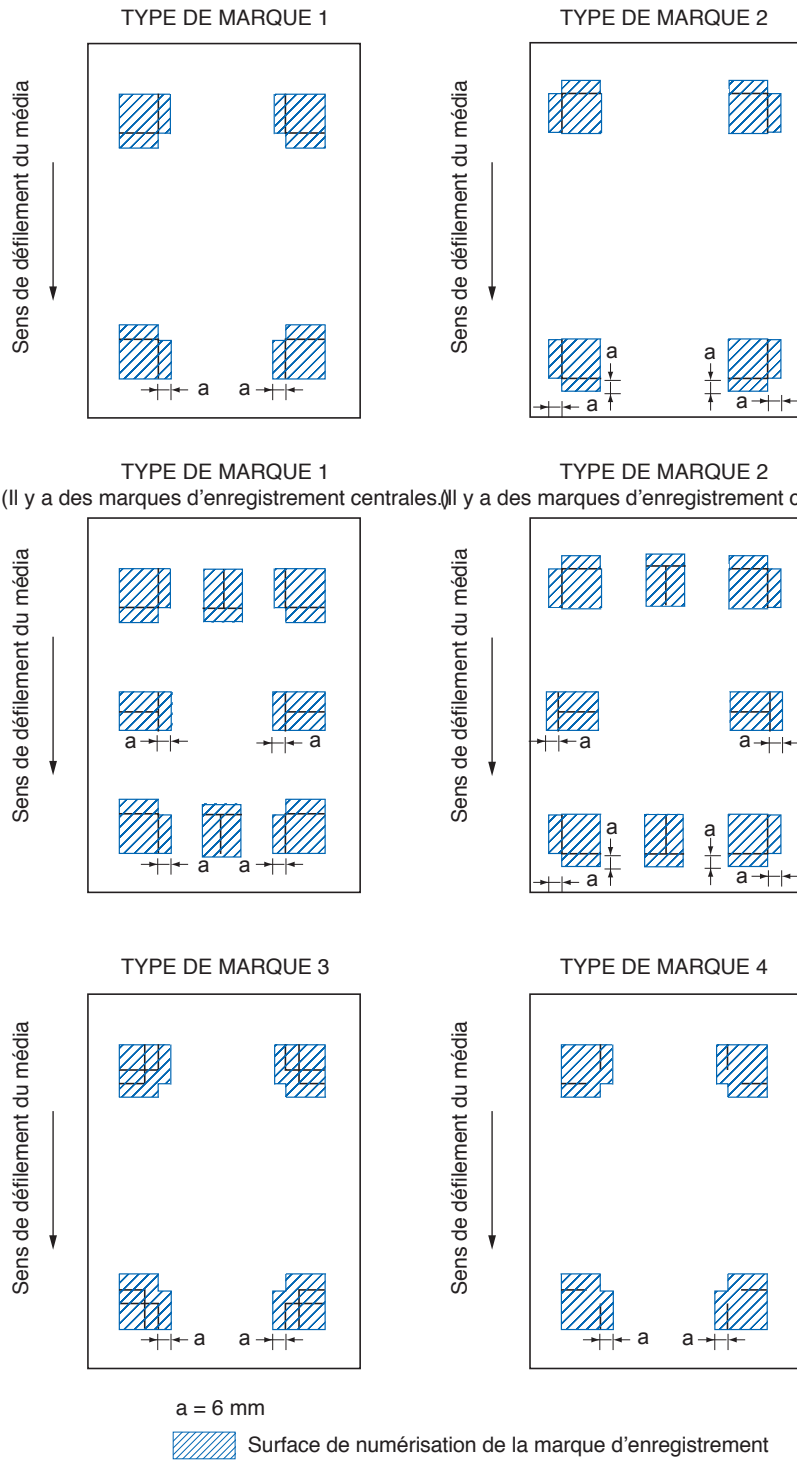 TYPE DE MARQUE 1
TYPE DE MARQUE 2
Sens de défilement du média
Sens de défilement du média
a
a
a
a
a
a
TYPE DE MARQUE 1
(Il y a des marques d'enregistrement centrales.)
TYPE DE MARQUE 2
(Il y a des marques d'enregistrement
Sens de défilement du média
Sens de défilement du média
a
a
a
a
a
a
a
a
a
a
TYPE DE MARQUE 3
TYPE DE MARQUE 4
Sens de défilement du média
Sens de défilement du média
a
a
a
a
a = 6 mm
Surface de numérisation de la marque d'enregistrement